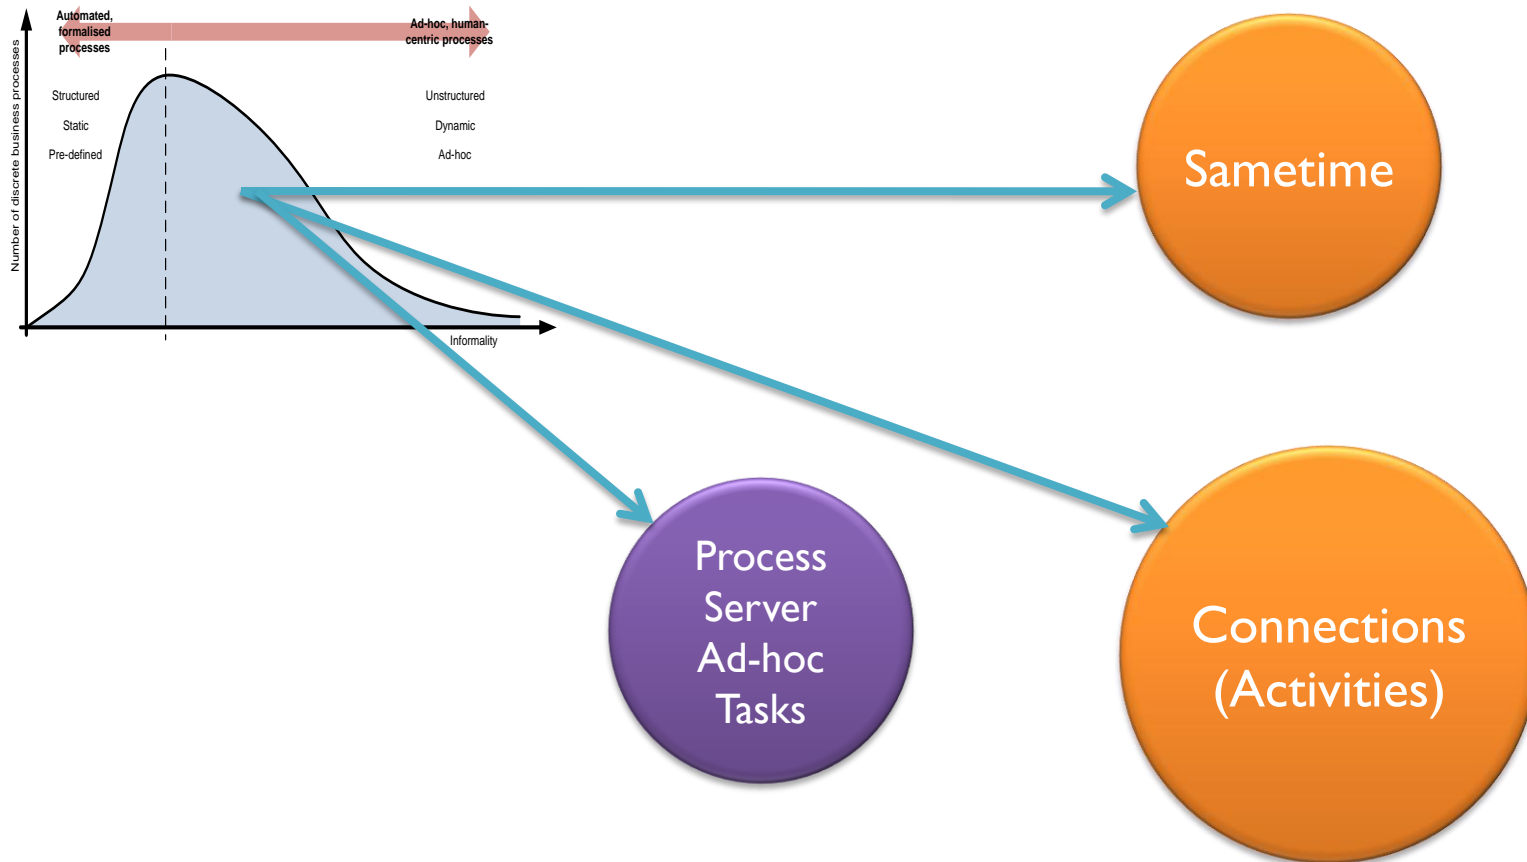 Automated,
formalised
processes
Ad-hoc, human-
centric processes
Number of discrete business processes
Structured
Static
Pre-defined
Unstructured
Dynamic
Ad-hoc
Informality
Sametime
Process
Server
Ad-hoc
Tasks
Connections
(Activities)